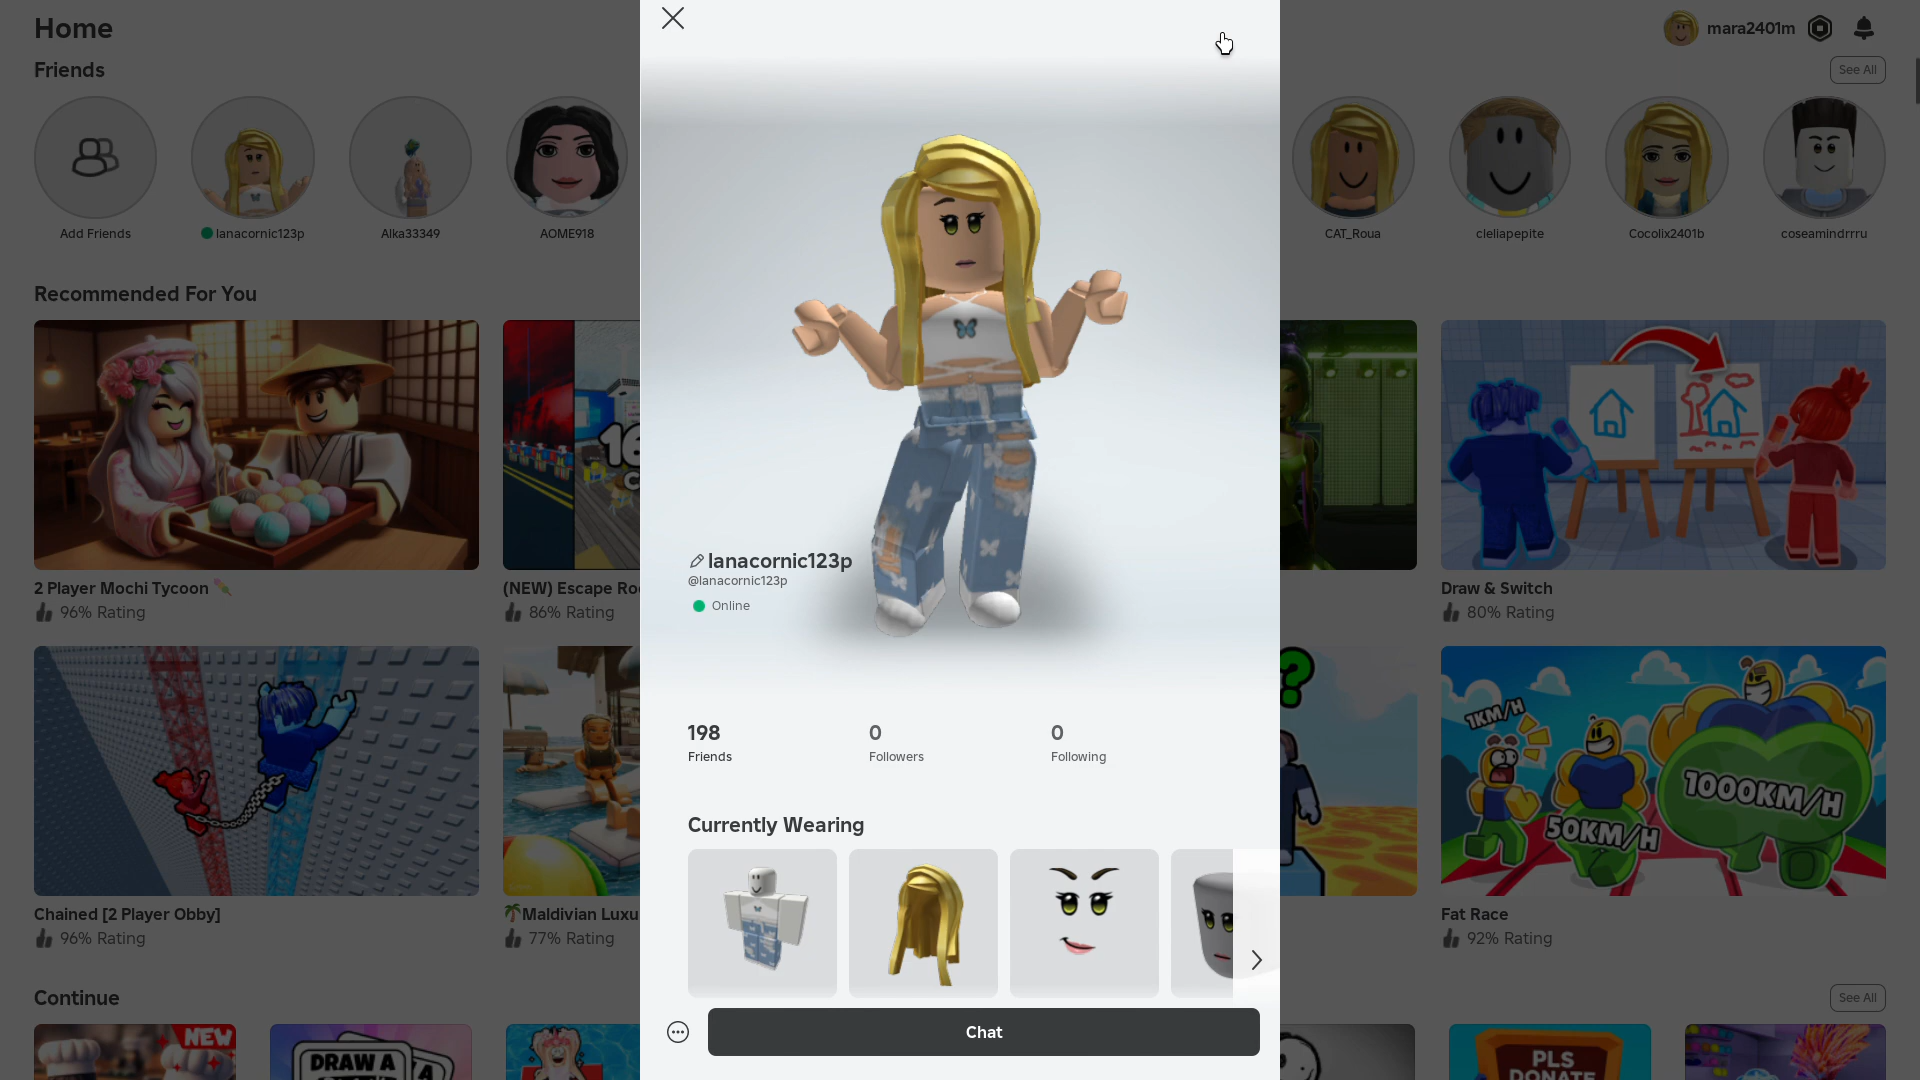 Home
mara2401m
Friends
See All
Add Friends
lanacornic123p
Alka33349
AOME918
CAT_Roua
cieliapepite
Cocolix2401b
coseamindrrru
Recommended For You
2 Player Mochi Tycoon
96% Rating
(NEW) Escape Ro
86% Rating
Draw & Switch
80% Rating
lanacornic123p
@lanacornic123p
Online
198
Friends
0
Followers
0
Following
1KM/H
50KM/H
1000KM/H
Chained [2 Player Obby]
96% Rating
Maldivian Luxu
77% Rating
Fat Race
92% Rating
Currently Wearing
Continue
See All
NEW
DRAW A
PLS
DONATE
Chat